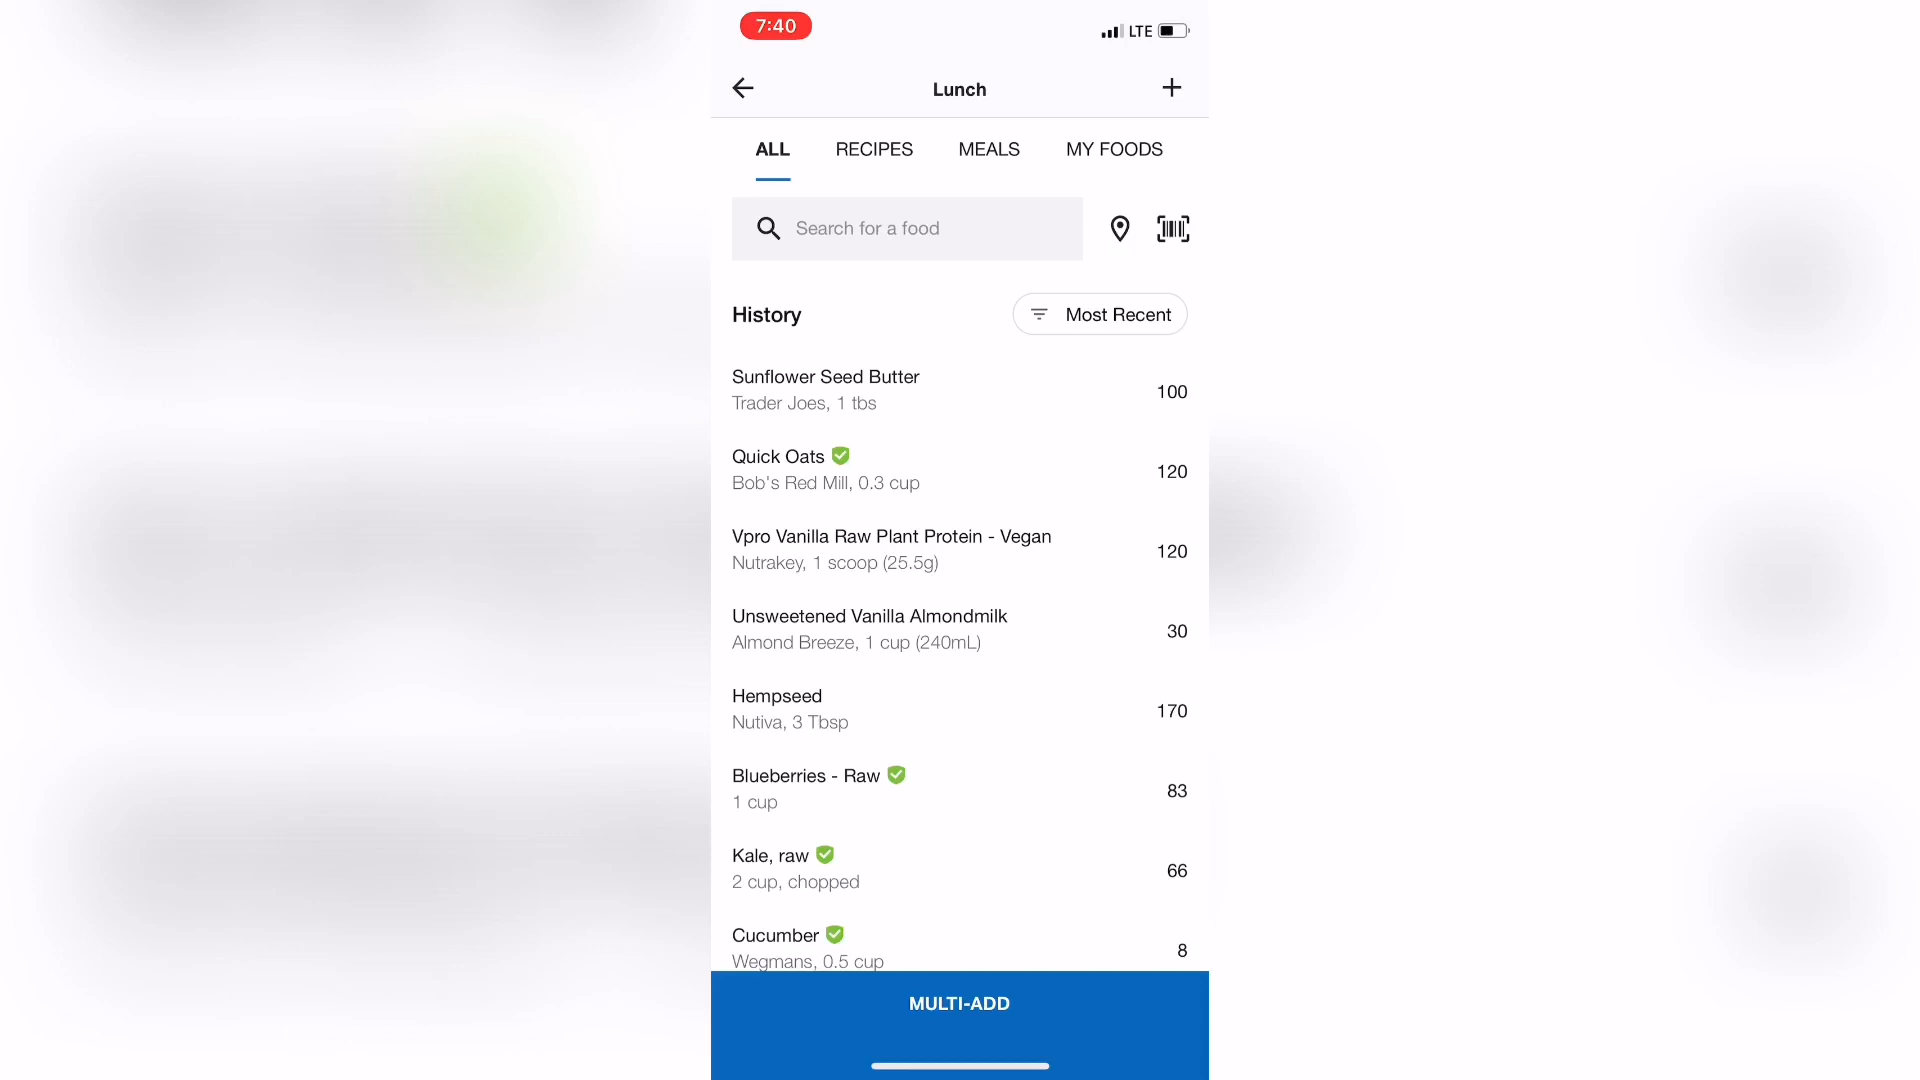 7:40
LTE
Lunch
ALL RECIPES MEALS MY FOODS
Search for a food
History
Most Recent
Sunflower Seed Butter
Trader Joes, 1 tbs
100
Quick Oats
Bob's Red Mill, 0.3 cup
120
Vpro Vanilla Raw Plant Protein - Vegan
Nutrakey, 1 scoop (25.5g)
120
Unsweetened Vanilla Almondmilk
Almond Breeze, 1 cup (240mL)
30
Hempseed
Nutiva, 3 Tbsp
170
Blueberries - Raw
1 cup
83
Kale, raw
2 cup, chopped
66
Cucumber
Wegmans, 0.5 cup
8
MULTI-ADD